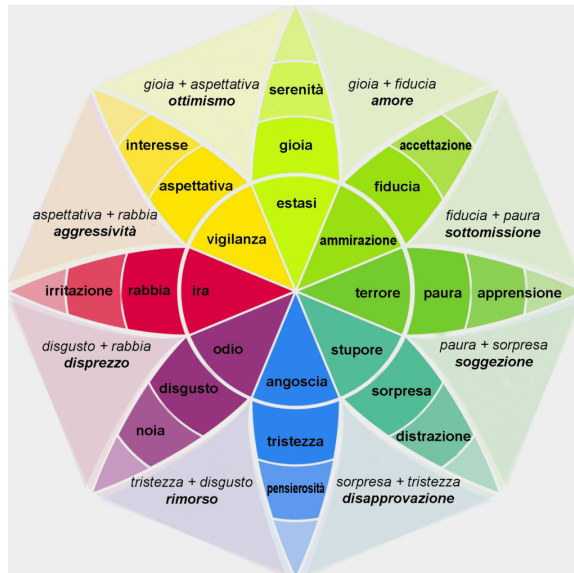 gioia + aspettativa
ottimismo
serenità
gioia + fiducia
amore
interesse
gioia
accettazione
aspettativa
fiducia
estasi
aspettativa + rabbia
aggressività
vigilanza
ammirazione
fiducia + paura
sottomissione
irritazione
rabbia
ira
terrore
paura
apprensione
disgusto + rabbia
disprezzo
odio
stupore
paura + sorpresa
soggezione
disgusto
angoscia
sorpresa
noia
tristezza
distrazione
tristezza + disgusto
rimorso
pensierosità
sorpresa + tristezza
disapprovazione